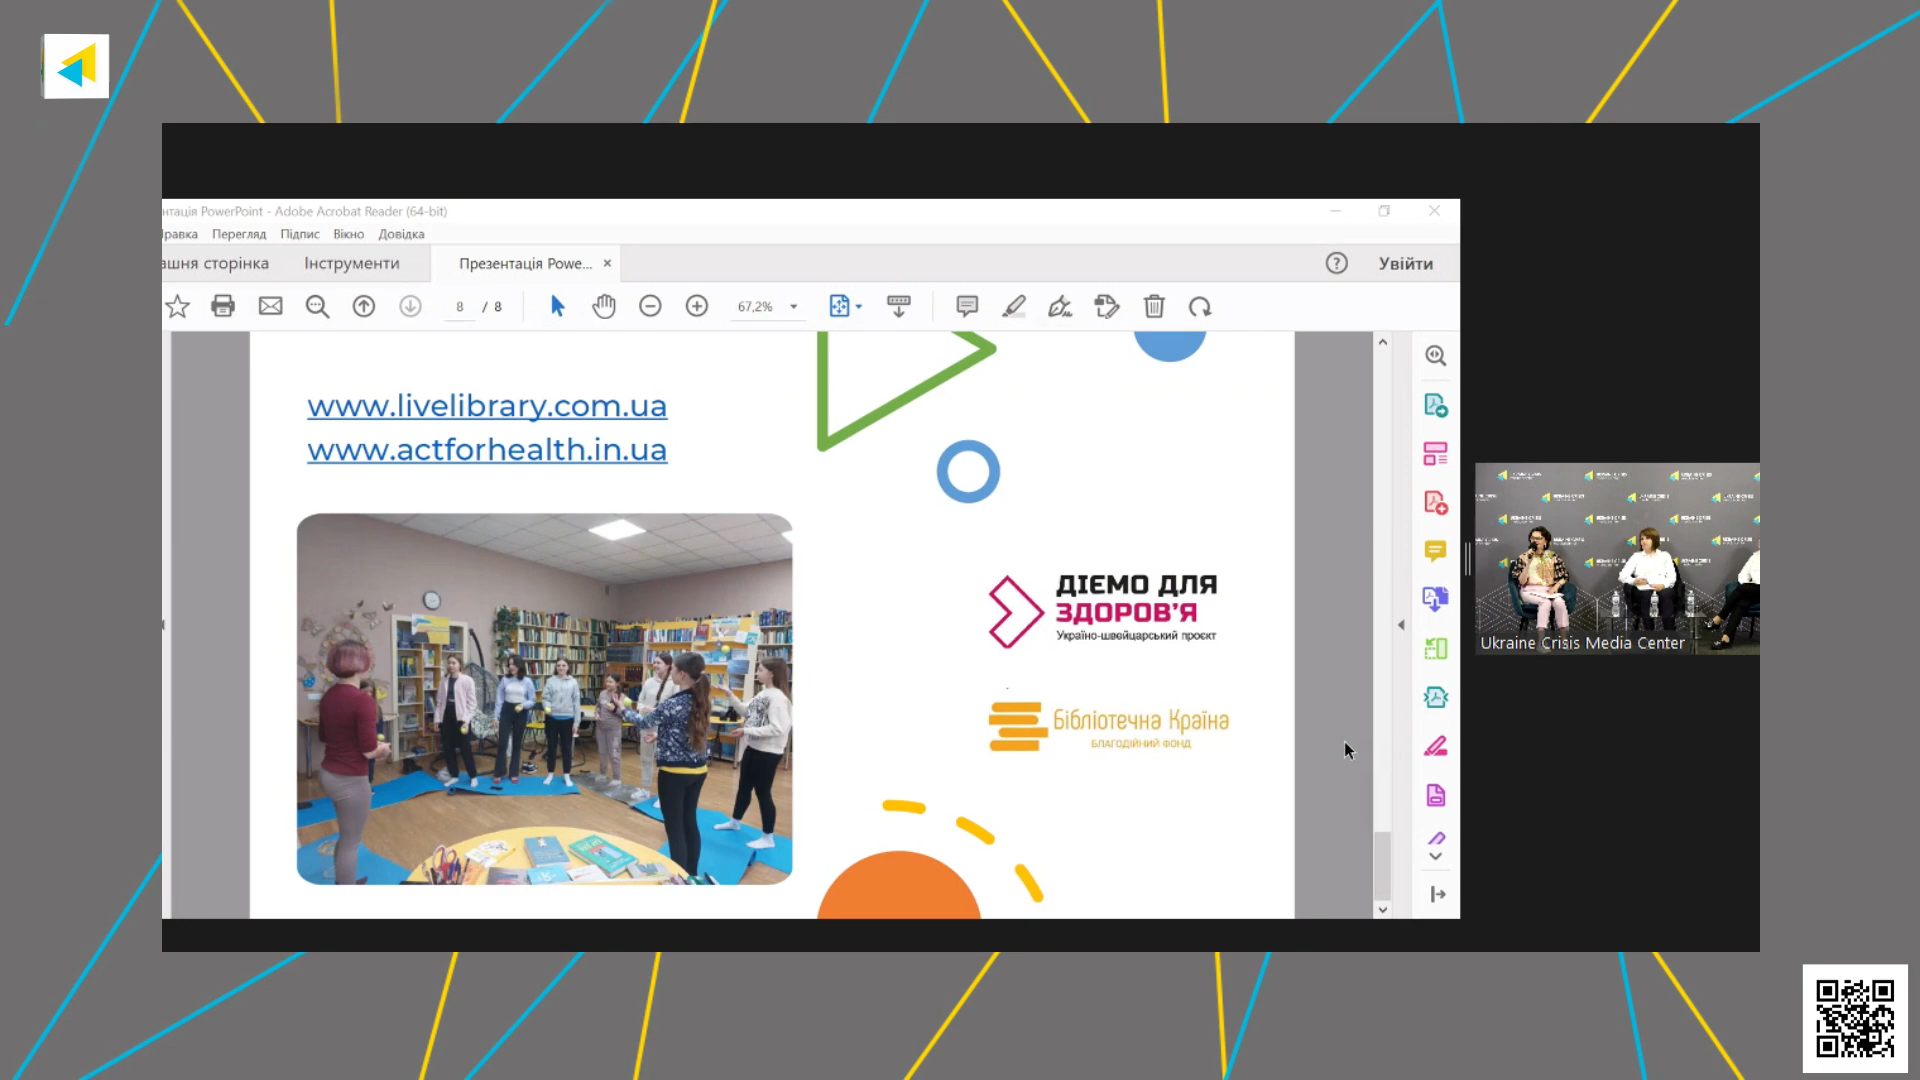 нтація PowerPoint - Adobe Acrobat Reader (64-bit)
равка Перегляд Підпис Вікно Довідка
ашня сторінка Інструменти Презентація Powe... × Увійти
8 / 8 67,2%
www.livelibrary.com.ua
www.actforhealth.in.ua
ДІЄМО ДЛЯ
ЗДОРОВ’Я
Україно-швейцарський проєкт
Бібліотечна Країна
БЛАГОДІЙНИЙ ФОНД
Ukraine Crisis Media Center